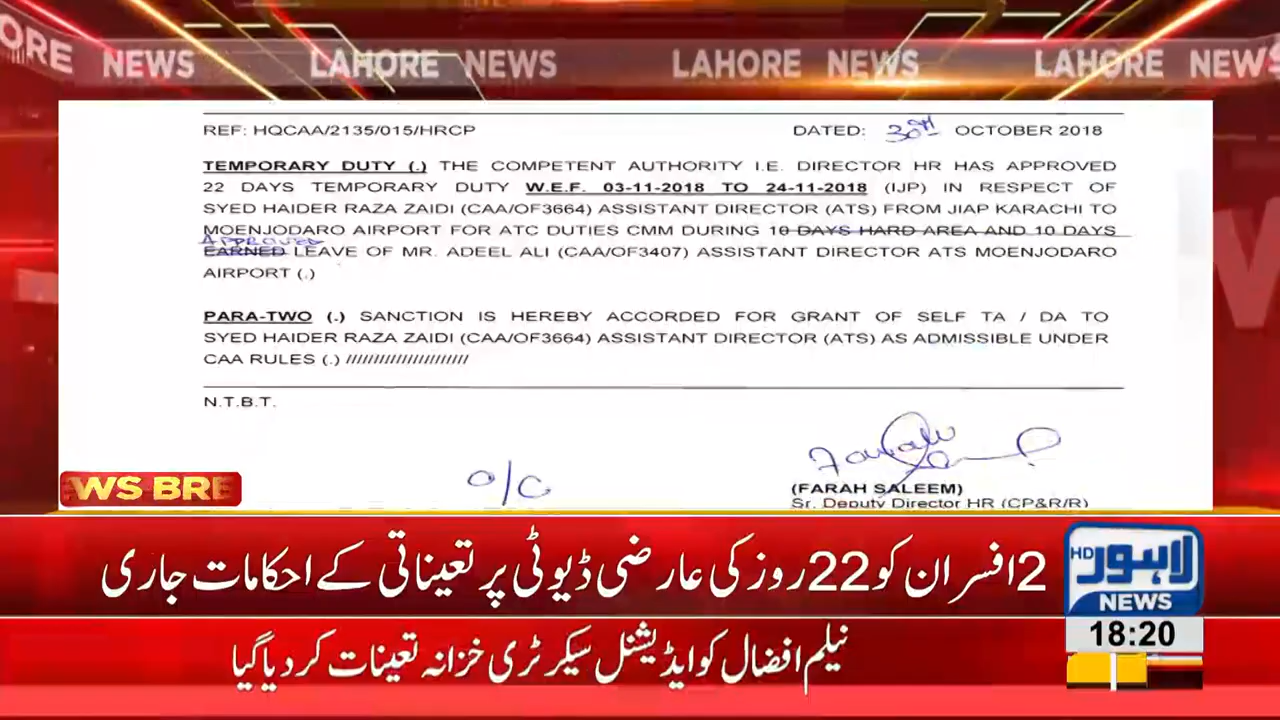 LAHORE NEWS LAHORE NEWS LAHORE NEWS LAHORE NEWS
REF: HQCAA/2135/015/HRCP DATED: 30TH OCTOBER 2018
TEMPORARY DUTY (.) THE COMPETENT AUTHORITY I.E. DIRECTOR HR HAS APPROVED
22 DAYS TEMPORARY DUTY W.E.F. 03-11-2018 TO 24-11-2018 (IJP) IN RESPECT OF
SYED HAIDER RAZA ZAIDI (CAA/OF3664) ASSISTANT DIRECTOR (ATS) FROM JIAP KARACHI TO
MOENJODARO AIRPORT FOR ATC DUTIES CMM DURING 10 DAYS HARD AREA AND 10 DAYS
APPROVED
EARNED LEAVE OF MR. ADEEL ALI (CAA/OF3407) ASSISTANT DIRECTOR ATS MOENJODARO
AIRPORT (.)
PARA-TWO (.) SANCTION IS HEREBY ACCORDED FOR GRANT OF SELF TA / DA TO
SYED HAIDER RAZA ZAIDI (CAA/OF3664) ASSISTANT DIRECTOR (ATS) AS ADMISSIBLE UNDER
CAA RULES (.) //////////////////////
N.T.B.T.
o/c
(FARAH SALEEM)
Sr. Deputy Director HR (CP&R/R)
EWS BRE
2افسران کو22روز کی عارضی ڈیوٹی پر تعیناتی کے احکامات جاری
HD لاہور
NEWS
18:20
نیلم افضال کو ایڈیشنل سیکرٹری خزانہ تعینات کر دیا گیا